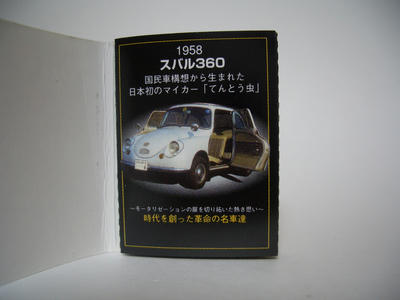 1958
スバル360
国民車構想から生まれた
日本初のマイカー「てんとう虫」
〜モータリゼーションの扉を切り拓いた熱き想い〜
時代を創った革命の名車達